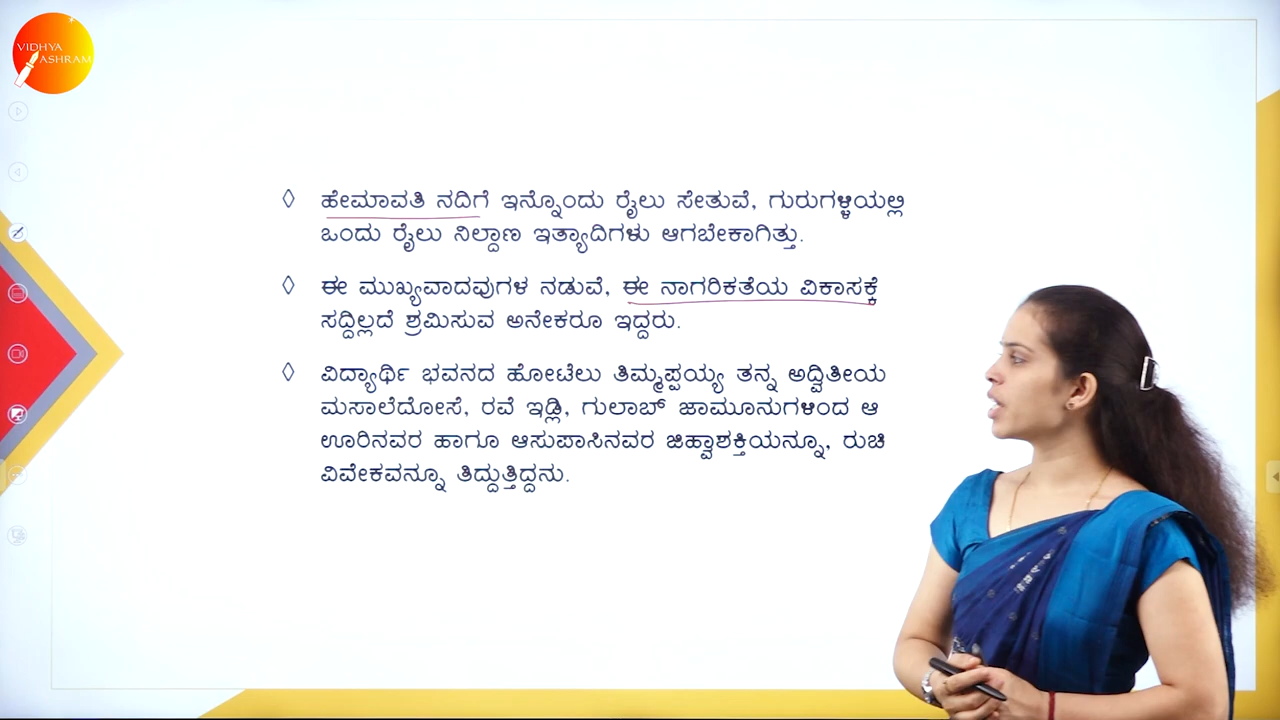 VIDHYA
ASHRAM
◊ ಹೇಮಾವತಿ ನದಿಗೆ ಇನ್ನೊಂದು ರೈಲು ಸೇತುವೆ, ಗುರುಗಳ್ಳಿಯಲ್ಲಿ
ಒಂದು ರೈಲು ನಿಲ್ದಾಣ ಇತ್ಯಾದಿಗಳು ಆಗಬೇಕಾಗಿತ್ತು.
◊ ಈ ಮುಖ್ಯವಾದವುಗಳ ನಡುವೆ, ಈ ನಾಗರಿಕತೆಯ ವಿಕಾಸಕ್ಕೆ
ಸದ್ದಿಲ್ಲದೆ ಶ್ರಮಿಸುವ ಅನೇಕರೂ ಇದ್ದರು.
◊ ವಿದ್ಯಾರ್ಥಿ ಭವನದ ಹೋಟೆಲು ತಿಮ್ಮಪ್ಪಯ್ಯ ತನ್ನ ಅದ್ವಿತೀಯ
ಮಸಾಲೆದೋಸೆ, ರವೆ ಇಡ್ಲಿ, ಗುಲಾಬ್ ಜಾಮೂನುಗಳಿಂದ ಆ
ಊರಿನವರ ಹಾಗೂ ಆಸುಪಾಸಿನವರ ಜಿಹ್ವಾಶಕ್ತಿಯನ್ನೂ, ರುಚಿ
ವಿವೇಕವನ್ನೂ ತಿದ್ದುತ್ತಿದ್ದನು.